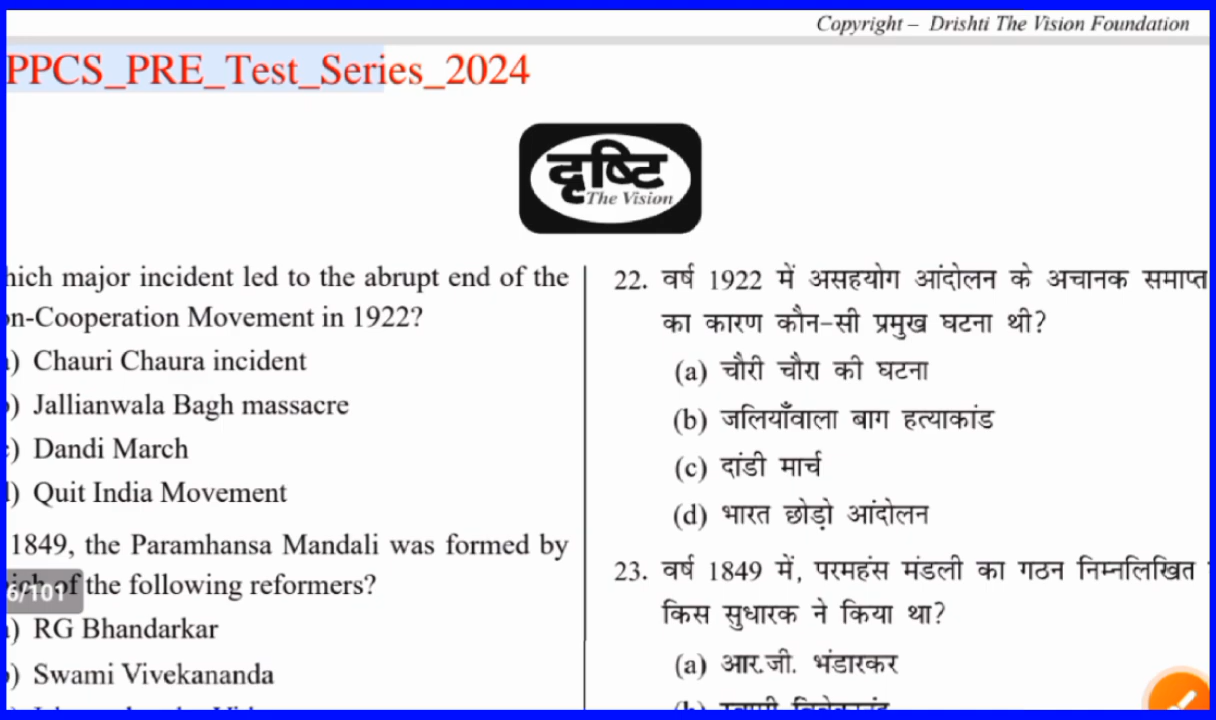 Copyright – Drishti The Vision Foundation
PPCS_PRE_Test_Series_2024
दृष्टि
The Vision
hich major incident led to the abrupt end of the
on-Cooperation Movement in 1922?
) Chauri Chaura incident
) Jallianwala Bagh massacre
) Dandi March
) Quit India Movement
1849, the Paramhansa Mandali was formed by
of the following reformers?
6/101
) RG Bhandarkar
) Swami Vivekananda
22. वर्ष 1922 में असहयोग आंदोलन के अचानक समाप्त
का कारण कौन-सी प्रमुख घटना थी?
(a) चौरी चौरा की घटना
(b) जलियाँवाला बाग हत्याकांड
(c) दांडी मार्च
(d) भारत छोड़ो आंदोलन
23. वर्ष 1849 में, परमहंस मंडली का गठन निम्नलिखित
किस सुधारक ने किया था?
(a) आर.जी. भंडारकर